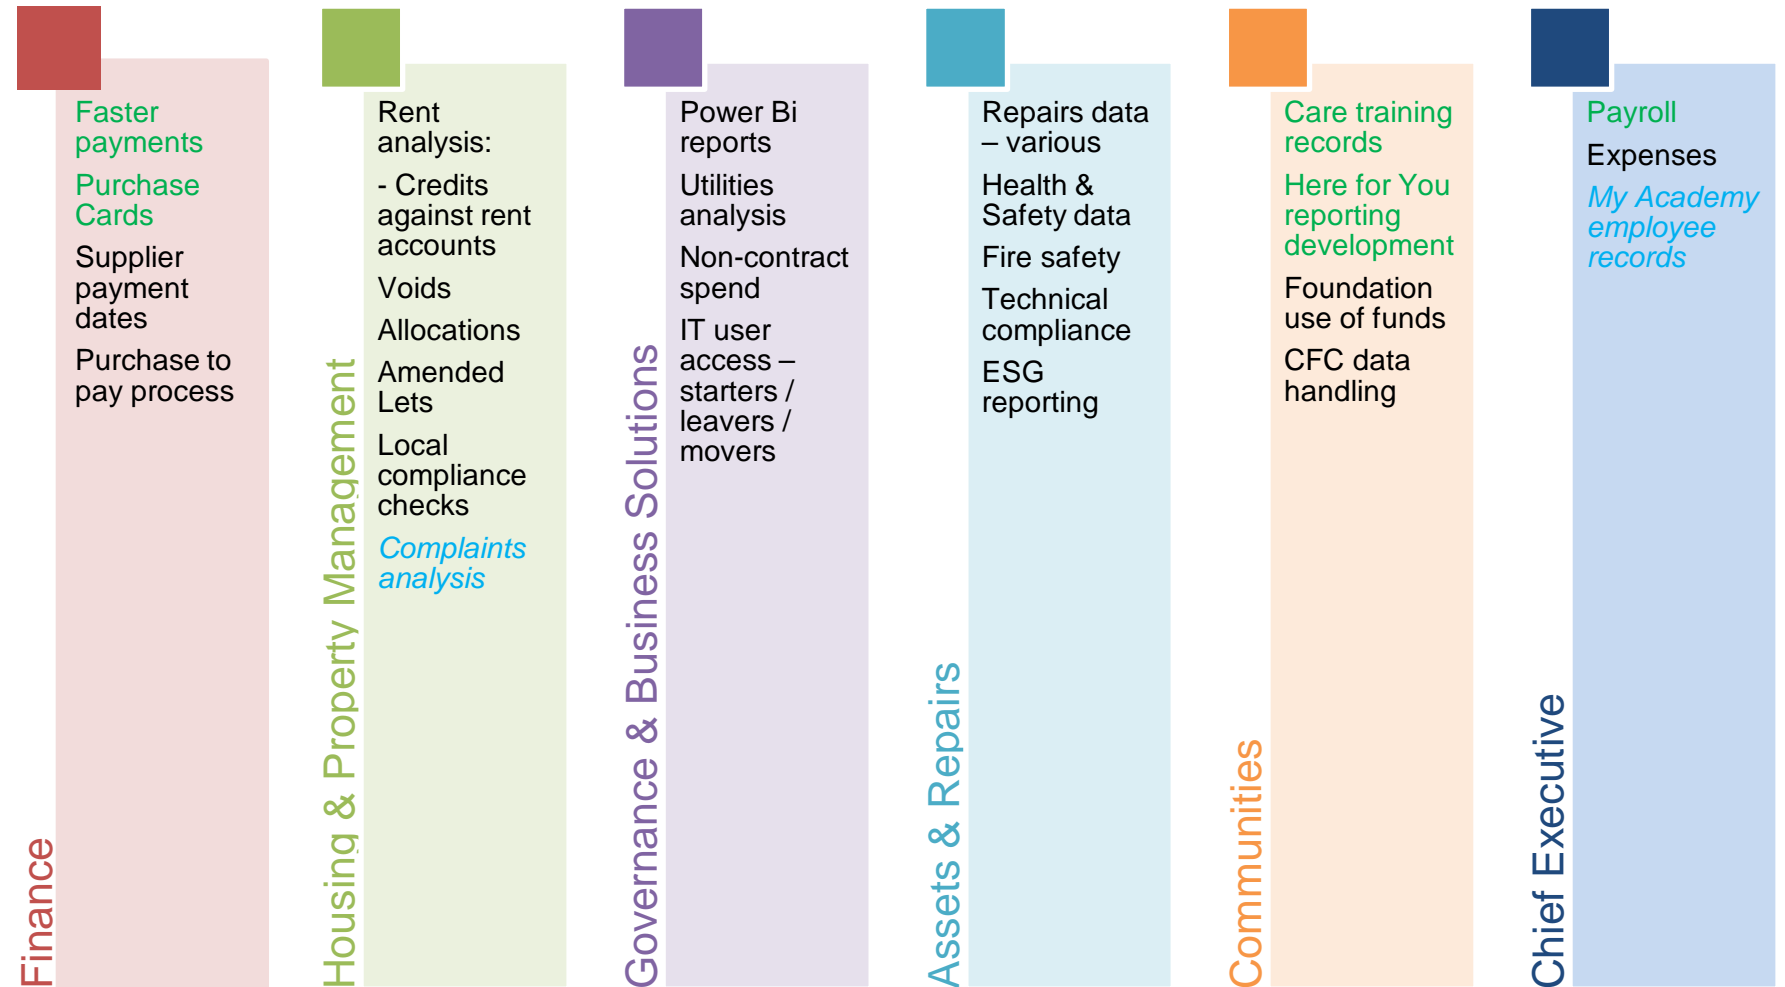 Finance
Faster
payments
Purchase
Cards
Supplier
payment
dates
Purchase to
pay process
Housing & Property Management
Rent
analysis:
- Credits
against rent
accounts
Voids
Allocations
Amended
Lets
Local
compliance
checks
Complaints
analysis
Governance & Business Solutions
Power Bi
reports
Utilities
analysis
Non-contract
spend
IT user
access –
starters /
leavers /
movers
Assets & Repairs
Repairs data
– various
Health &
Safety data
Fire safety
Technical
compliance
ESG
reporting
Communities
Care training
records
Here for You
reporting
development
Foundation
use of funds
CFC data
handling
Chief Executive
Payroll
Expenses
My Academy
employee
records